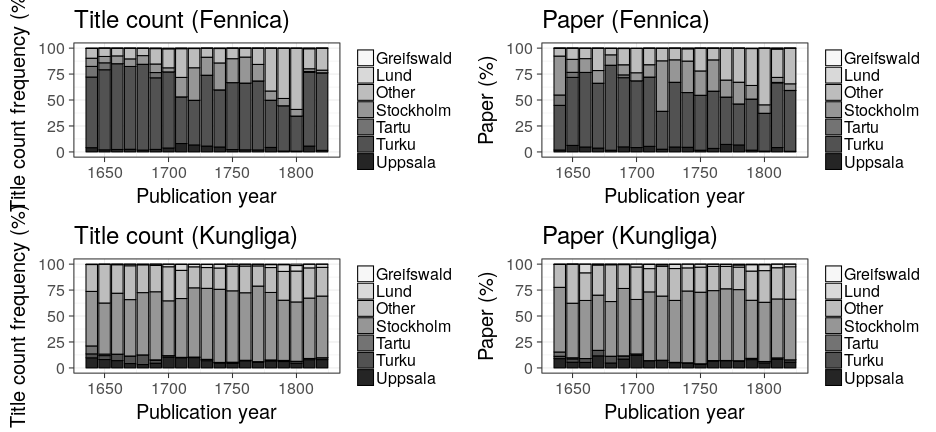 Title count (Fennica)
Title count frequency (%
100
75
50
25
0
1650
1700
1750
1800
Publication year
Greifswald
Lund
Other
Stockholm
Tartu
Turku
Uppsala
Paper (Fennica)
Paper (%)
100
75
50
25
0
1650
1700
1750
1800
Publication year
Greifswald
Lund
Other
Stockholm
Tartu
Turku
Uppsala
Title count (Kungliga)
Title count frequency (%)
100
75
50
25
0
1650
1700
1750
1800
Publication year
Greifswald
Lund
Other
Stockholm
Tartu
Turku
Uppsala
Paper (Kungliga)
Paper (%)
100
75
50
25
0
1650
1700
1750
1800
Publication year
Greifswald
Lund
Other
Stockholm
Tartu
Turku
Uppsala